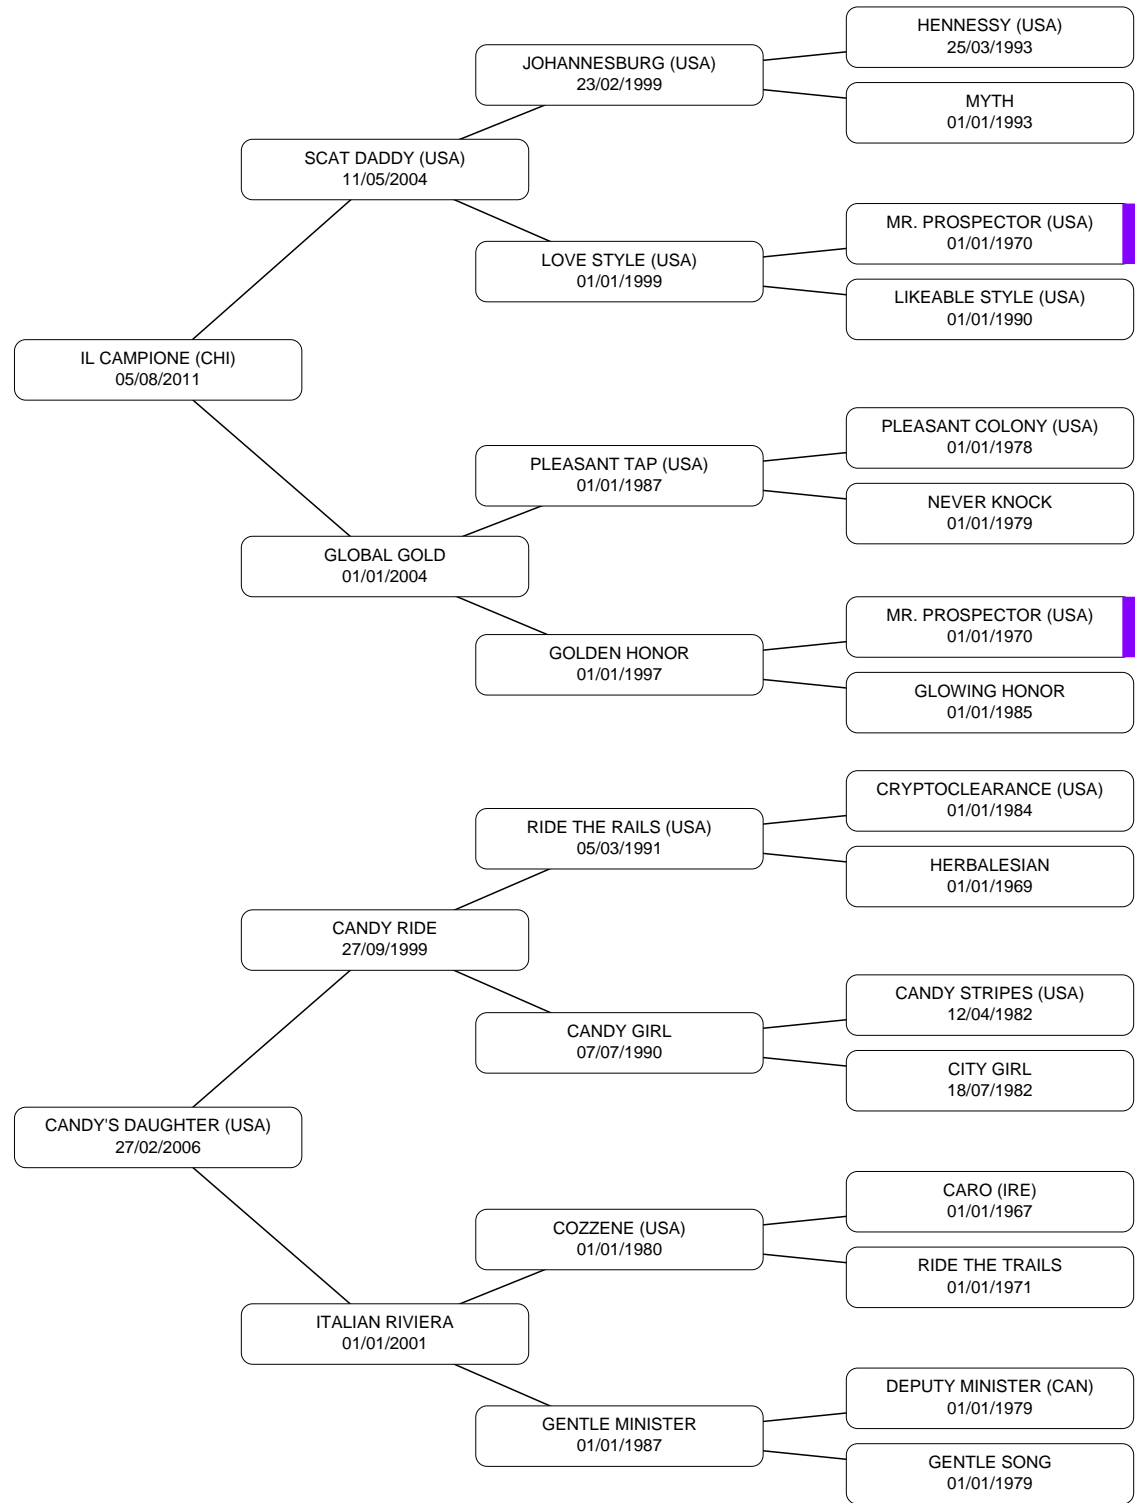 HENNESSY (USA)
25/03/1993
JOHANNESBURG (USA)
23/02/1999
MYTH
01/01/1993
SCAT DADDY (USA)
11/05/2004
MR. PROSPECTOR (USA)
01/01/1970
LOVE STYLE (USA)
01/01/1999
LIKEABLE STYLE (USA)
01/01/1990
IL CAMPIONE (CHI)
05/08/2011
PLEASANT COLONY (USA)
01/01/1978
PLEASANT TAP (USA)
01/01/1987
NEVER KNOCK
01/01/1979
GLOBAL GOLD
01/01/2004
MR. PROSPECTOR (USA)
01/01/1970
GOLDEN HONOR
01/01/1997
GLOWING HONOR
01/01/1985
CRYPTOCLEARANCE (USA)
01/01/1984
RIDE THE RAILS (USA)
05/03/1991
HERBALESIAN
01/01/1969
CANDY RIDE
27/09/1999
CANDY STRIPES (USA)
12/04/1982
CANDY GIRL
07/07/1990
CITY GIRL
18/07/1982
CANDY'S DAUGHTER (USA)
27/02/2006
CARO (IRE)
01/01/1967
COZZENE (USA)
01/01/1980
RIDE THE TRAILS
01/01/1971
ITALIAN RIVIERA
01/01/2001
DEPUTY MINISTER (CAN)
01/01/1979
GENTLE MINISTER
01/01/1987
GENTLE SONG
01/01/1979